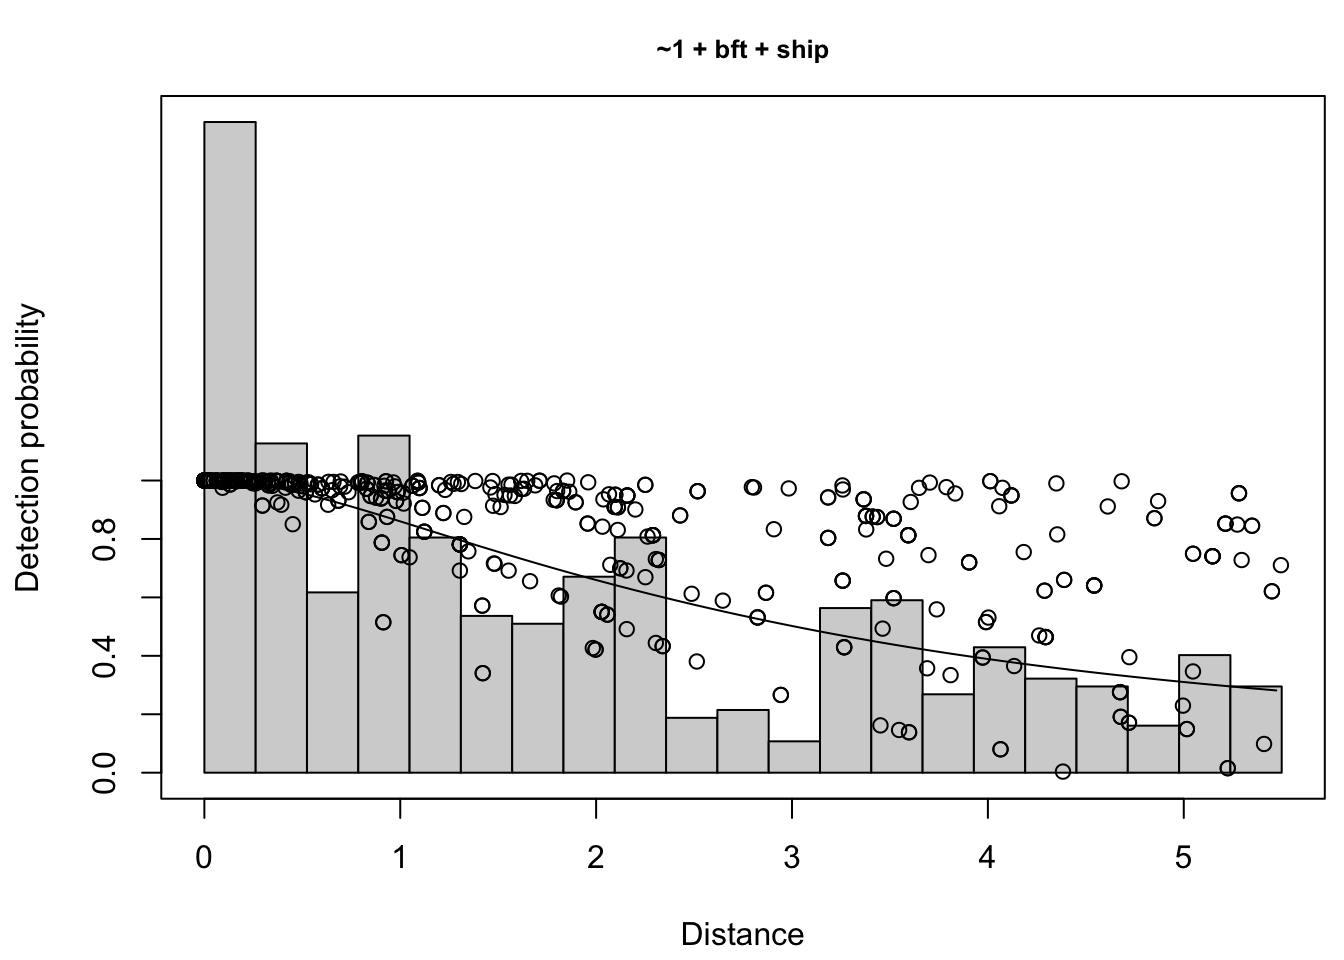 ~1 + bft + ship
Detection probability
0.8
0.4
0.0
0 1 2 3 4 5
Distance